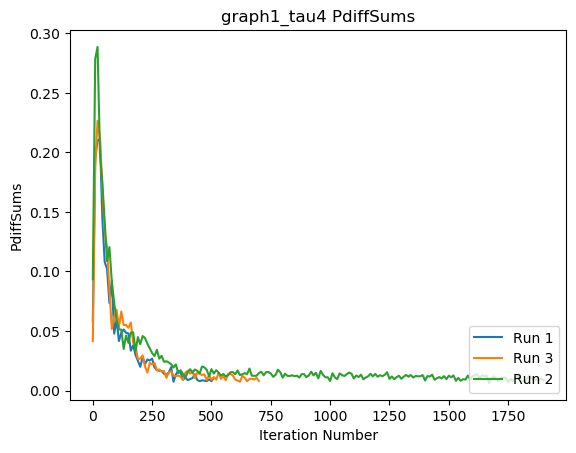 graph1_tau4 PdiffSums
0.30
0.25
0.20
0.15
0.10
0.05
0.00
PdiffSums
0 250 500 750 1000 1250 1500 1750
Iteration Number
Run 1
Run 3
Run 2